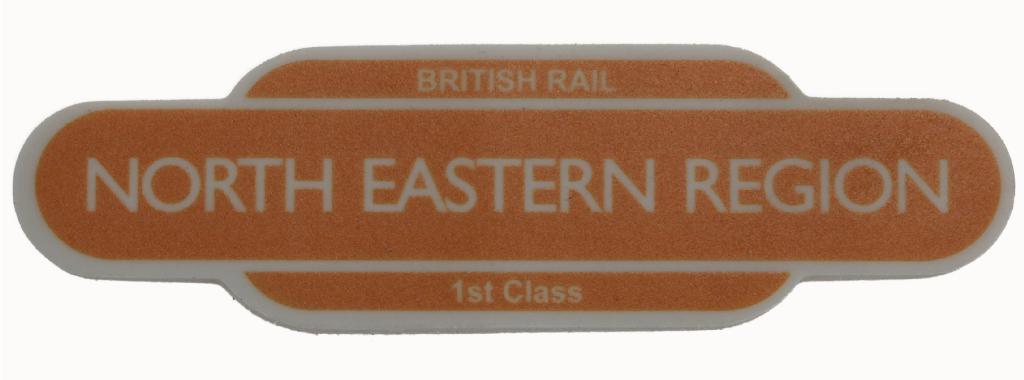 BRITISH RAIL
NORTH EASTERN REGION
1st Class